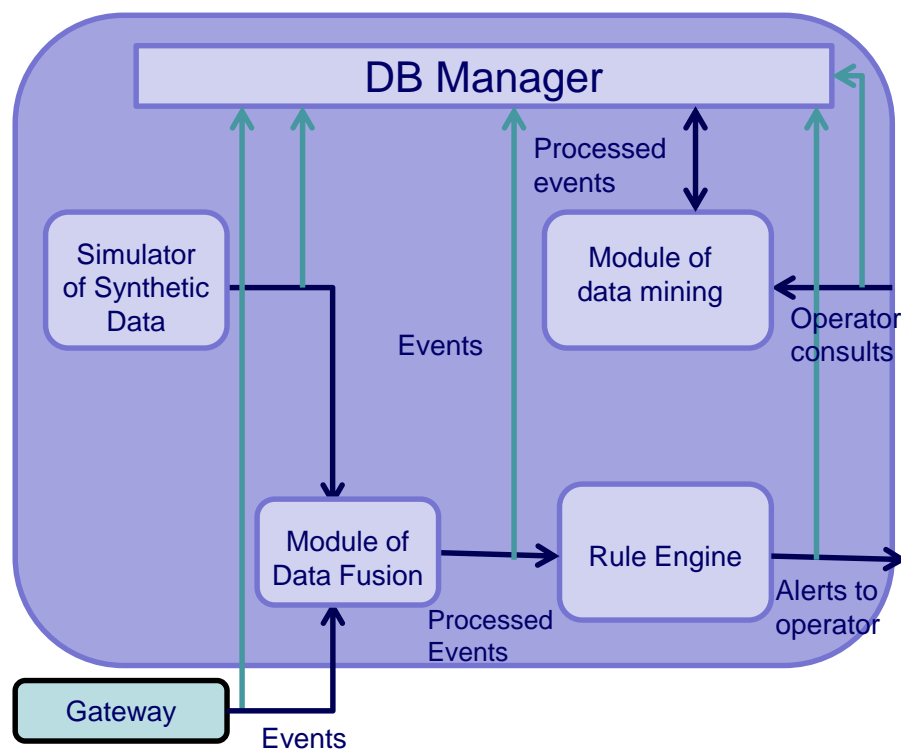 DB Manager
Processed
events
Simulator
of Synthetic
Data
Module of
data mining
Operator
consults
Events
Module of
Data Fusion
Rule Engine
Processed
Events
Alerts to
operator
Gateway
Events